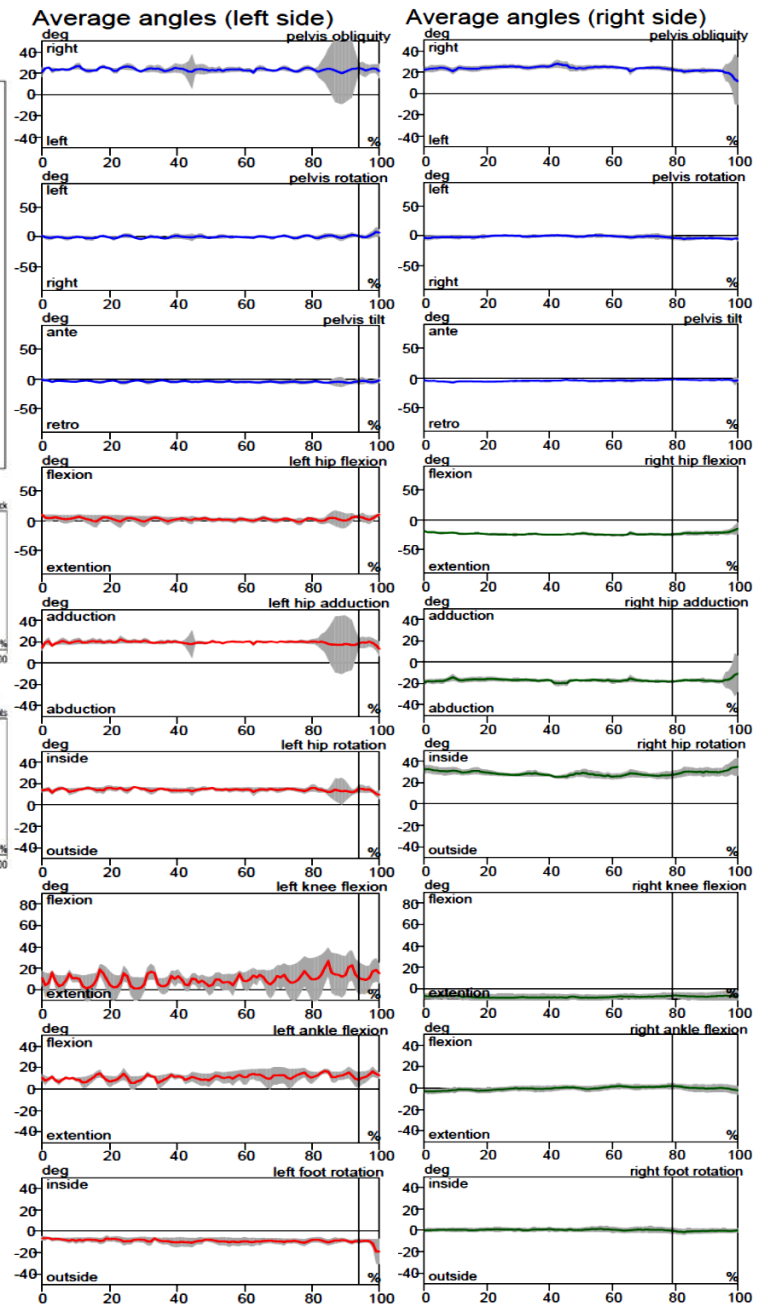 Average angles (left side)
deg
pelvis obliquity
right
40
20
0
-20
-40
left
%
0 20 40 60 80 100
deg
pelvis rotation
left
50
0
-50
right
%
0 20 40 60 80 100
deg
pelvis tilt
ante
50
0
-50
retro
%
0 20 40 60 80 100
deg
left hip flexion
flexion
50
0
-50
extention
%
0 20 40 60 80 100
deg
left hip adduction
adduction
40
20
0
-20
-40
abduction
%
0 20 40 60 80 100
deg
left hip rotation
inside
40
20
0
-20
-40
outside
%
0 20 40 60 80 100
deg
left knee flexion
flexion
80
60
40
20
0
extention
0 20 40 60 80 100
deg
left ankle flexion
flexion
40
20
0
-20
-40
extention
%
0 20 40 60 80 100
deg
left foot rotation
inside
40
20
0
-20
-40
outside
%
0 20 40 60 80 100
Average angles (right side)
deg
pelvis obliquity
right
40
20
0
-20
-40
left
%
0 20 40 60 80 100
deg
pelvis rotation
left
50
0
-50
right
%
0 20 40 60 80 100
deg
pelvis tilt
ante
50
0
-50
retro
%
0 20 40 60 80 100
deg
right hip flexion
flexion
50
0
-50
extention
%
0 20 40 60 80 100
deg
right hip adduction
adduction
40
20
0
-20
-40
abduction
%
0 20 40 60 80 100
deg
right hip rotation
inside
40
20
0
-20
-40
outside
%
0 20 40 60 80 100
deg
right knee flexion
flexion
80
60
40
20
0
extention
%
0 20 40 60 80 100
deg
right ankle flexion
flexion
40
20
0
-20
-40
extention
%
0 20 40 60 80 100
deg
right foot rotation
inside
40
20
0
-20
-40
outside
%
0 20 40 60 80 100